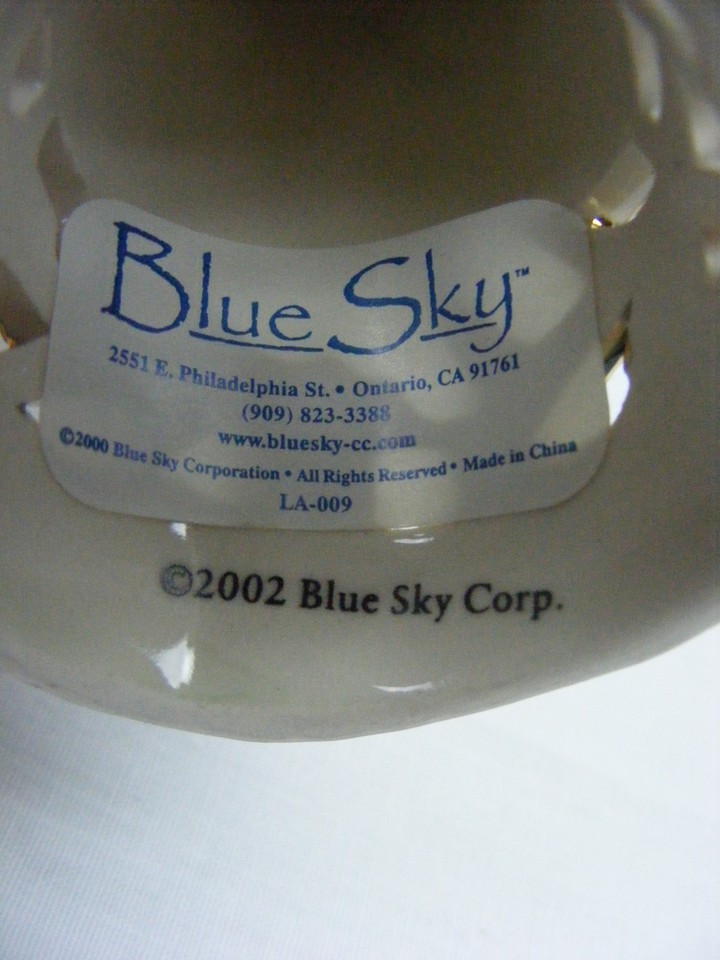 Blue Sky™
2551 E. Philadelphia St. • Ontario, CA 91761
(909) 823-3388
www.bluesky-cc.com
©2000 Blue Sky Corporation • All Rights Reserved • Made in China
LA-009
©2002 Blue Sky Corp.